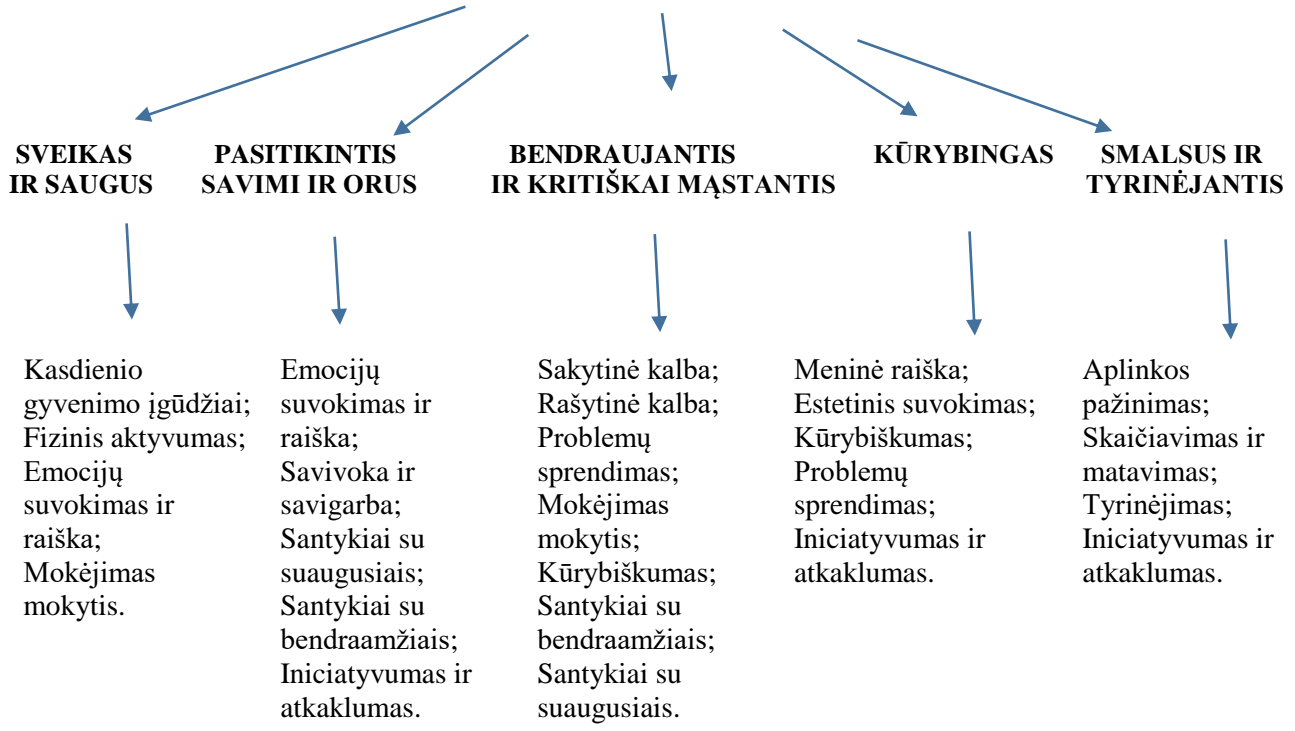 SVEIKAS
IR SAUGUS
PASITIKINTIS
SAVIMI IR ORUS
BENDRAUJANTIS
IR KRITIŠKAI MĄSTANTIS
KŪRYBINGAS
SMALSUS IR
TYRINĖJANTIS
Kasdienio
gyvenimo įgūdžiai;
Fizinis aktyvumas;
Emocijų
suvokimas ir
raiška;
Mokėjimas
mokytis.
Emocijų
suvokimas ir
raiška;
Savivoka ir
savigarba;
Santykiai su
suaugusiais;
Santykiai su
bendraamžiais;
Iniciatyvumas ir
atkaklumas.
Sakytinė kalba;
Rašytinė kalba;
Problemų
sprendimas;
Mokėjimas
mokytis;
Kūrybiškumas;
Santykiai su
bendraamžiais;
Santykiai su
suaugusiais.
Meninė raiška;
Estetinis suvokimas;
Kūrybiškumas;
Problemų
sprendimas;
Iniciatyvumas ir
atkaklumas.
Aplinkos
pažinimas;
Skaičiavimas ir
matavimas;
Tyrinėjimas;
Iniciatyvumas ir
atkaklumas.